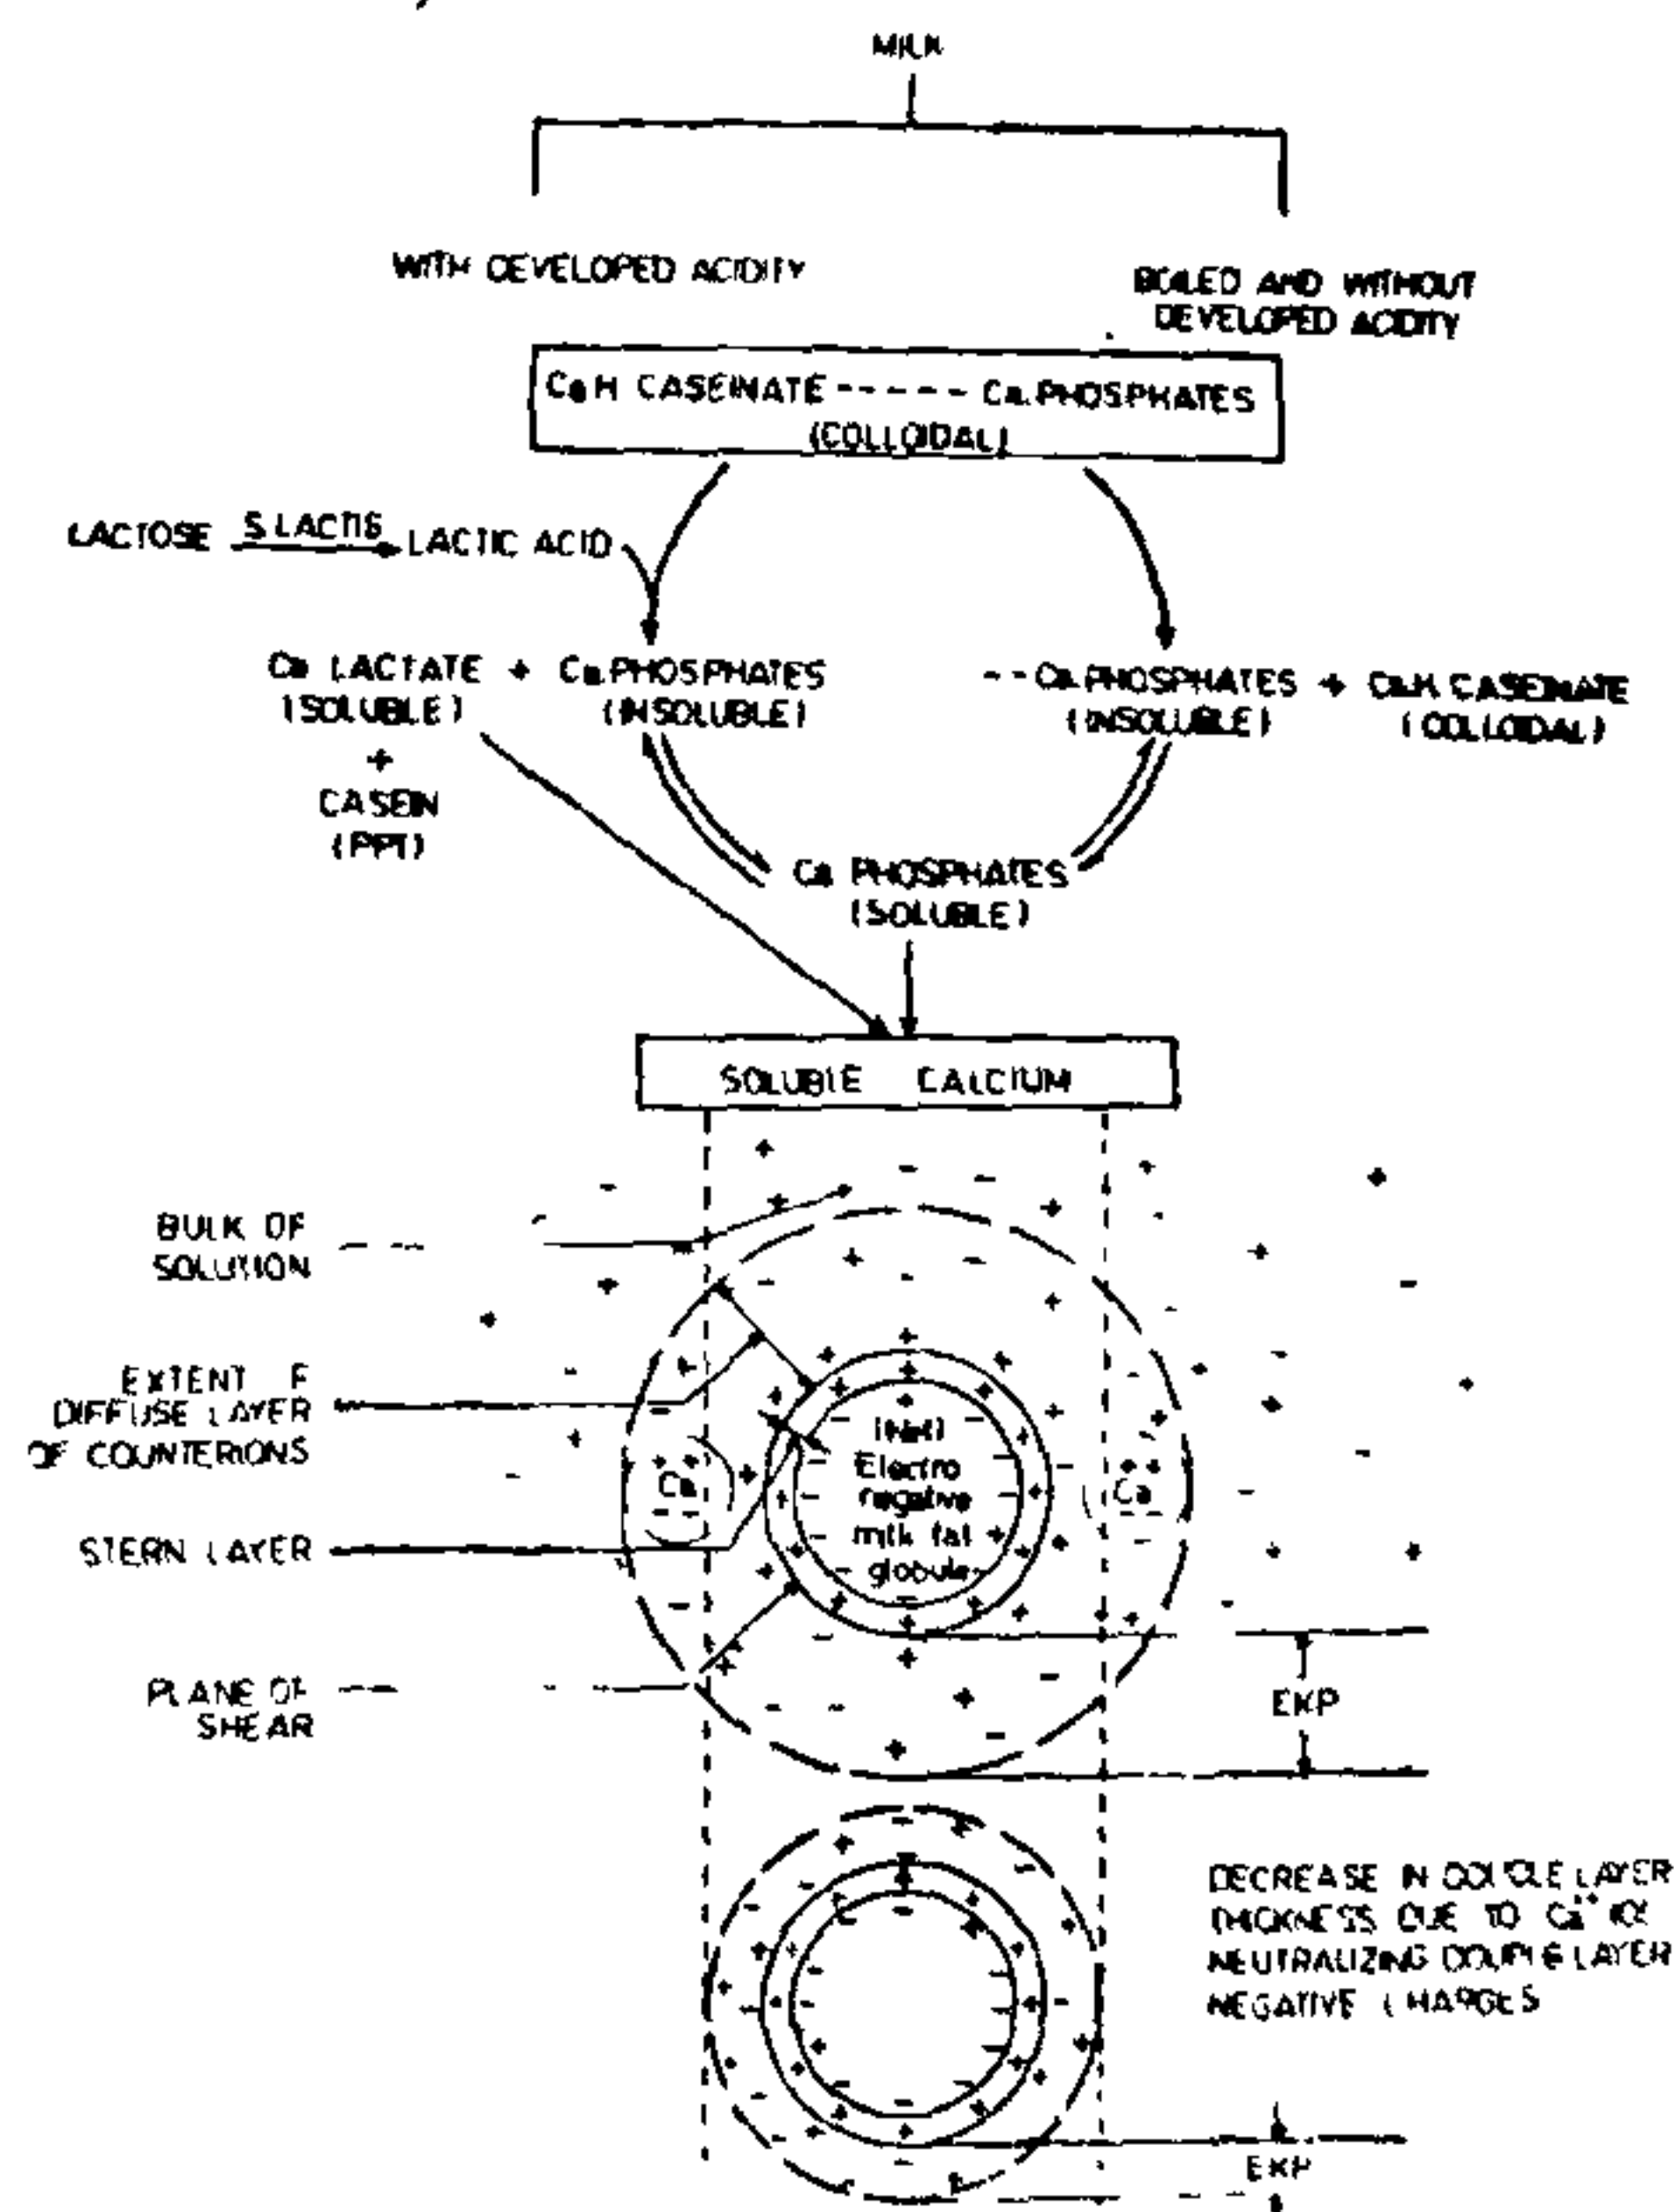 MILK
WITH DEVELOPED ACIDITY
BOILED AND WITHOUT
DEVELOPED ACIDITY
CaH CASEINATE ----- Ca.PHOSPHATES
(COLLOIDAL)
LACTOSE S LACTIS LACTIC ACID
Ca LACTATE + Ca.PHOSPHATES
(SOLUBLE) (INSOLUBLE)
+
CASEIN
(PPT)
--Ca.PHOSPHATES + Ca.H. CASEINATE
(INSOLUBLE) (COLLOIDAL)
Ca PHOSPHATES
(SOLUBLE)
SOLUBLE CALCIUM
BULK OF
SOLUTION
EXTENT F
DIFFUSE LAYER
OF COUNTERIONS
STERN LAYER
PLANE OF
SHEAR
Ca
Electro
negative
milk fat
globule
Ca
EKP
DECREASE IN DOUBLE LAYER
THICKNESS DUE TO Ca++
NEUTRALIZING DOUBLE LAYER
NEGATIVE CHARGES
EKP